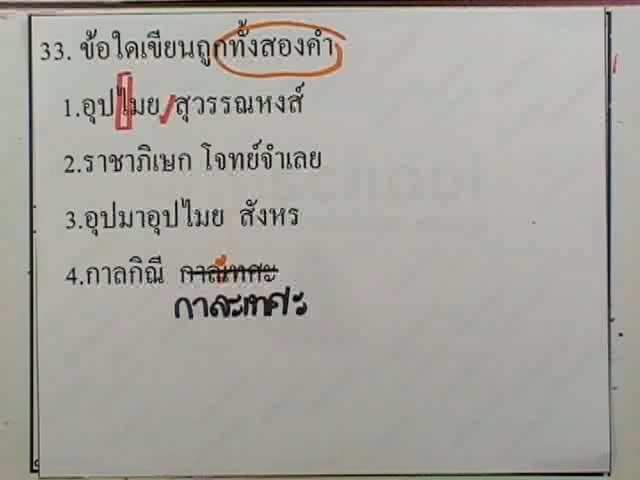 33. ข้อใดเขียนถูกทั้งสองคำ
1.อุปไมย สุวรรณหงส์
2.ราชาภิเษก โจทย์จำเลย
3.อุปมาอุปไมย สังหร
4.กาลกิณี กาลเทศะ
กาละเทศะ